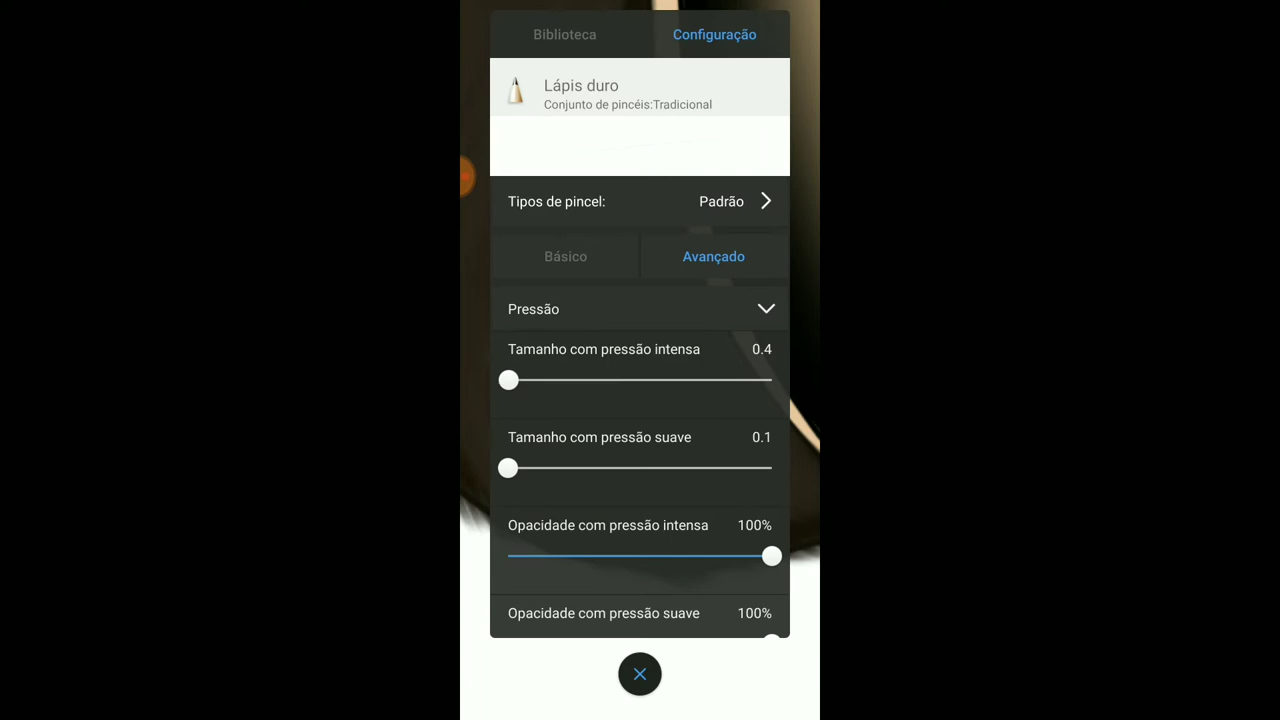 Biblioteca
Configuração
Lápis duro
Conjunto de pincéis:Tradicional
Tipos de pincel: Padrão
Básico
Avançado
Pressão
Tamanho com pressão intensa 0.4
Tamanho com pressão suave 0.1
Opacidade com pressão intensa 100%
Opacidade com pressão suave 100%